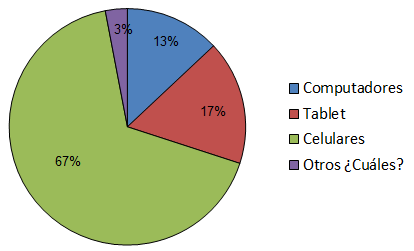 3%
13%
17%
67%
Computadores
Tablet
Celulares
Otros ¿Cuáles?